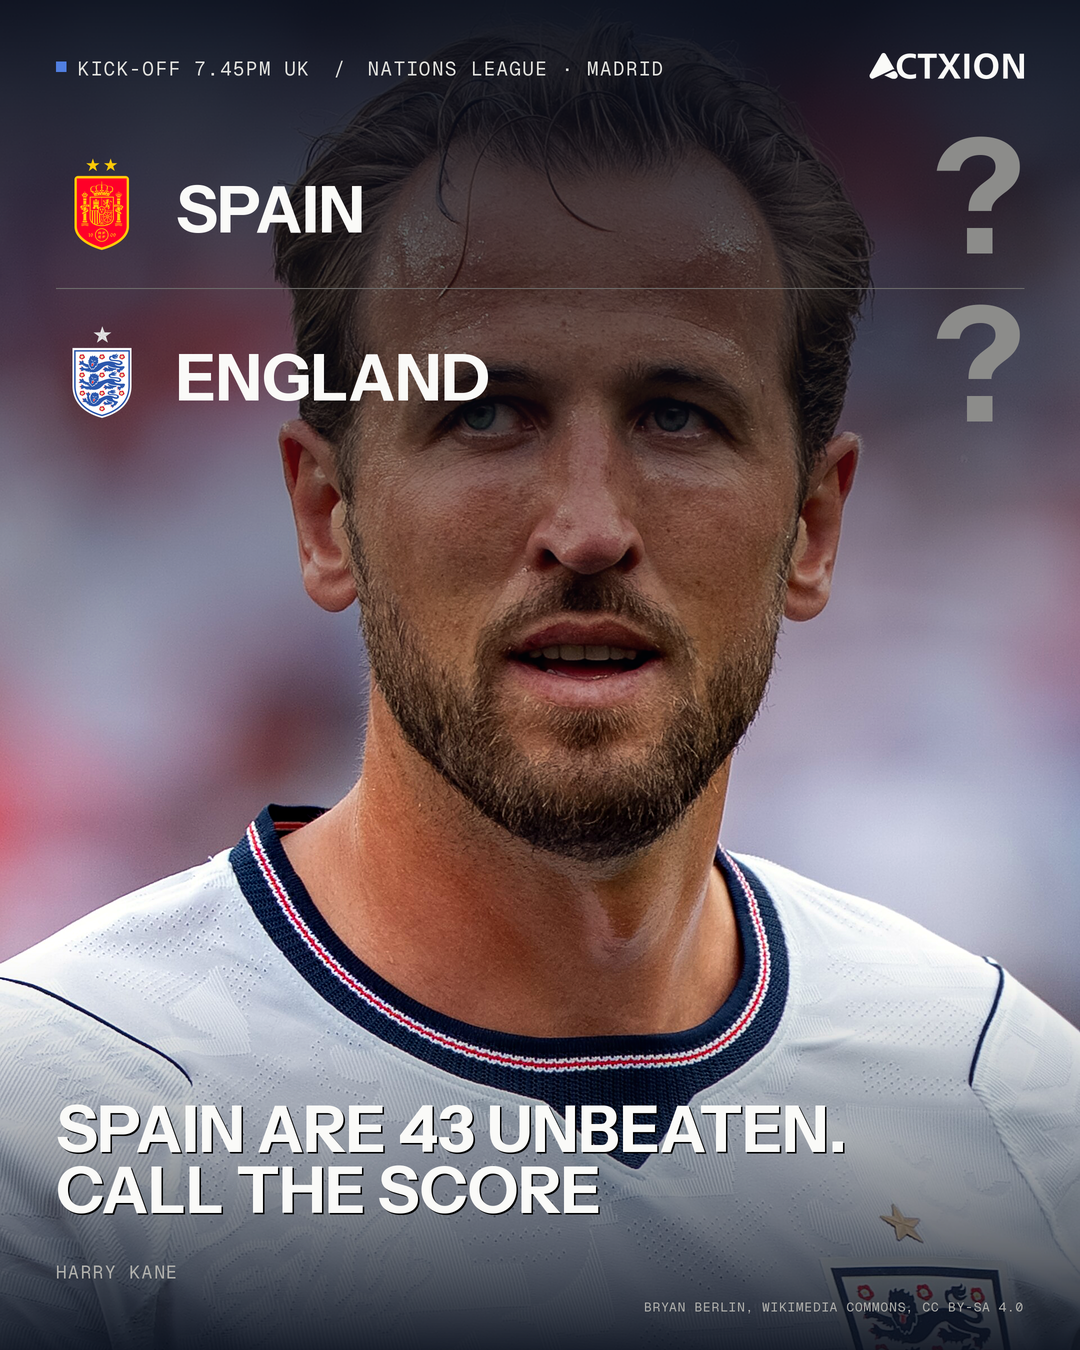 KICK-OFF 7.45PM UK / NATIONS LEAGUE · MADRID
ACTXION
SPAIN ?
ENGLAND ?
SPAIN ARE 43 UNBEATEN.
CALL THE SCORE
HARRY KANE
BRYAN BERLIN, WIKIMEDIA COMMONS, CC BY-SA 4.0